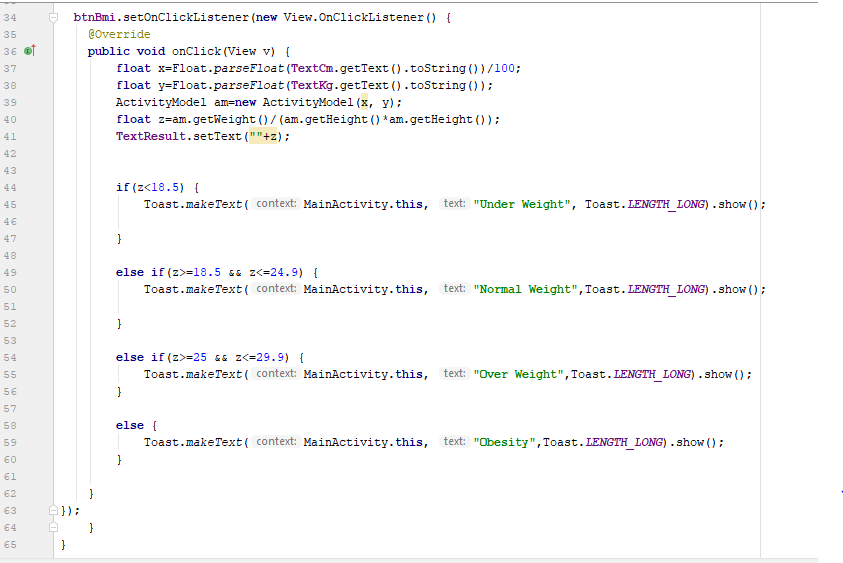 34 btnBmi.setOnClickListener(new View.OnClickListener() {
35 @Override
36 public void onClick(View v) {
37 float x=Float.parseFloat(TextCm.getText().toString())/100;
38 float y=Float.parseFloat(TextKg.getText().toString());
39 ActivityModel am=new ActivityModel(x, y);
40 float z=am.getWeight()/(am.getHeight()*am.getHeight());
41 TextResult.setText(""+z);
42
43
44 if(z<18.5) {
45 Toast.makeText( context: MainActivity.this, text: "Under Weight", Toast.LENGTH_LONG).show();
46
47 }
48
49 else if(z>=18.5 && z<=24.9) {
50 Toast.makeText( context: MainActivity.this, text: "Normal Weight",Toast.LENGTH_LONG).show();
51
52 }
53
54 else if(z>=25 && z<=29.9) {
55 Toast.makeText( context: MainActivity.this, text: "Over Weight",Toast.LENGTH_LONG).show();
56 }
57
58 else {
59 Toast.makeText( context: MainActivity.this, text: "Obesity",Toast.LENGTH_LONG).show();
60 }
61
62 }
63 });
64 }
65 }